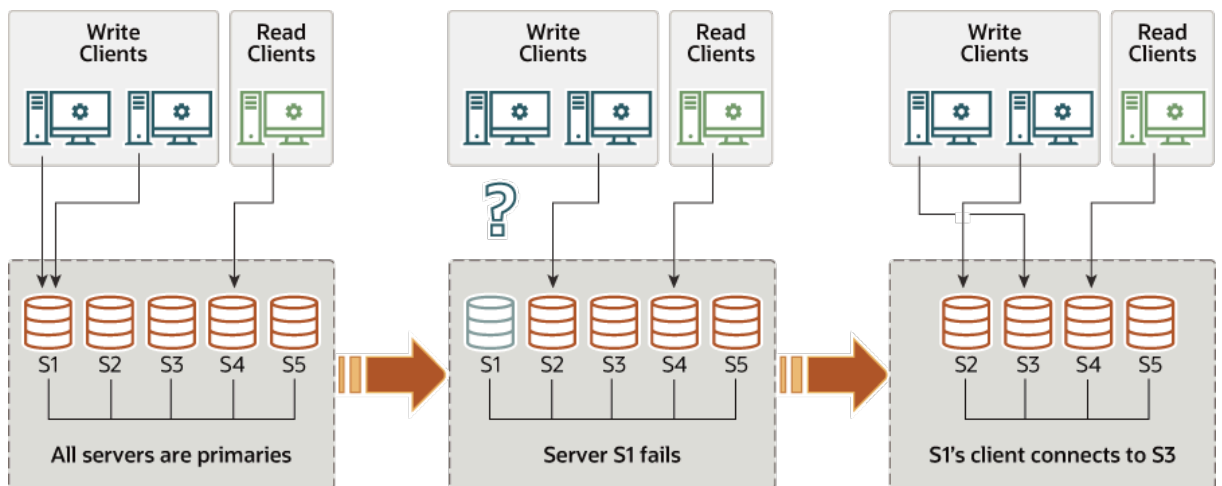 Write
Clients
Read
Clients
S1 S2 S3 S4 S5
All servers are primaries
Write
Clients
Read
Clients
?
S1 S2 S3 S4 S5
Server S1 fails
Write
Clients
Read
Clients
S2 S3 S4 S5
S1's client connects to S3